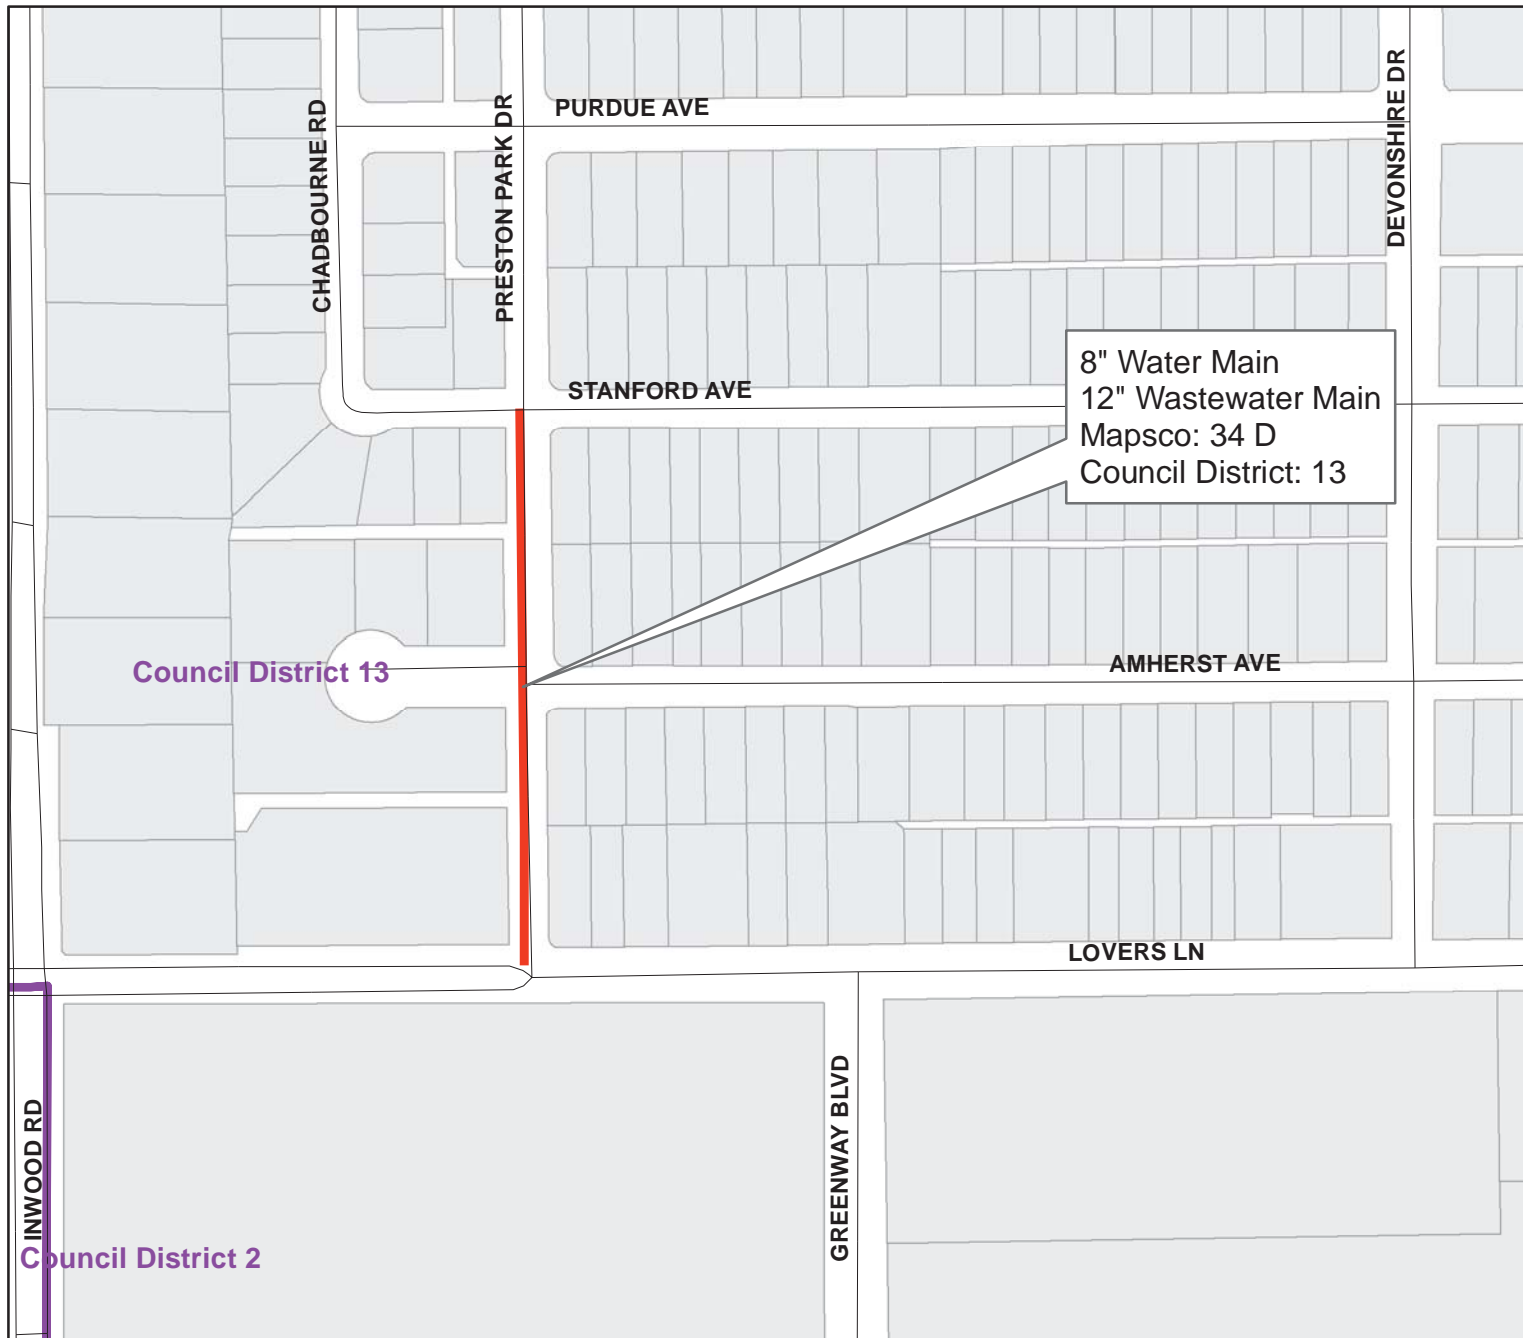 PURDUE AVE
CHADBOURNE RD
PRESTON PARK DR
DEVONSHIRE DR
STANFORD AVE
8" Water Main
12" Wastewater Main
Mapsco: 34 D
Council District: 13
Council District 13
AMHERST AVE
LOVERS LN
INWOOD RD
GREENWAY BLVD
Council District 2